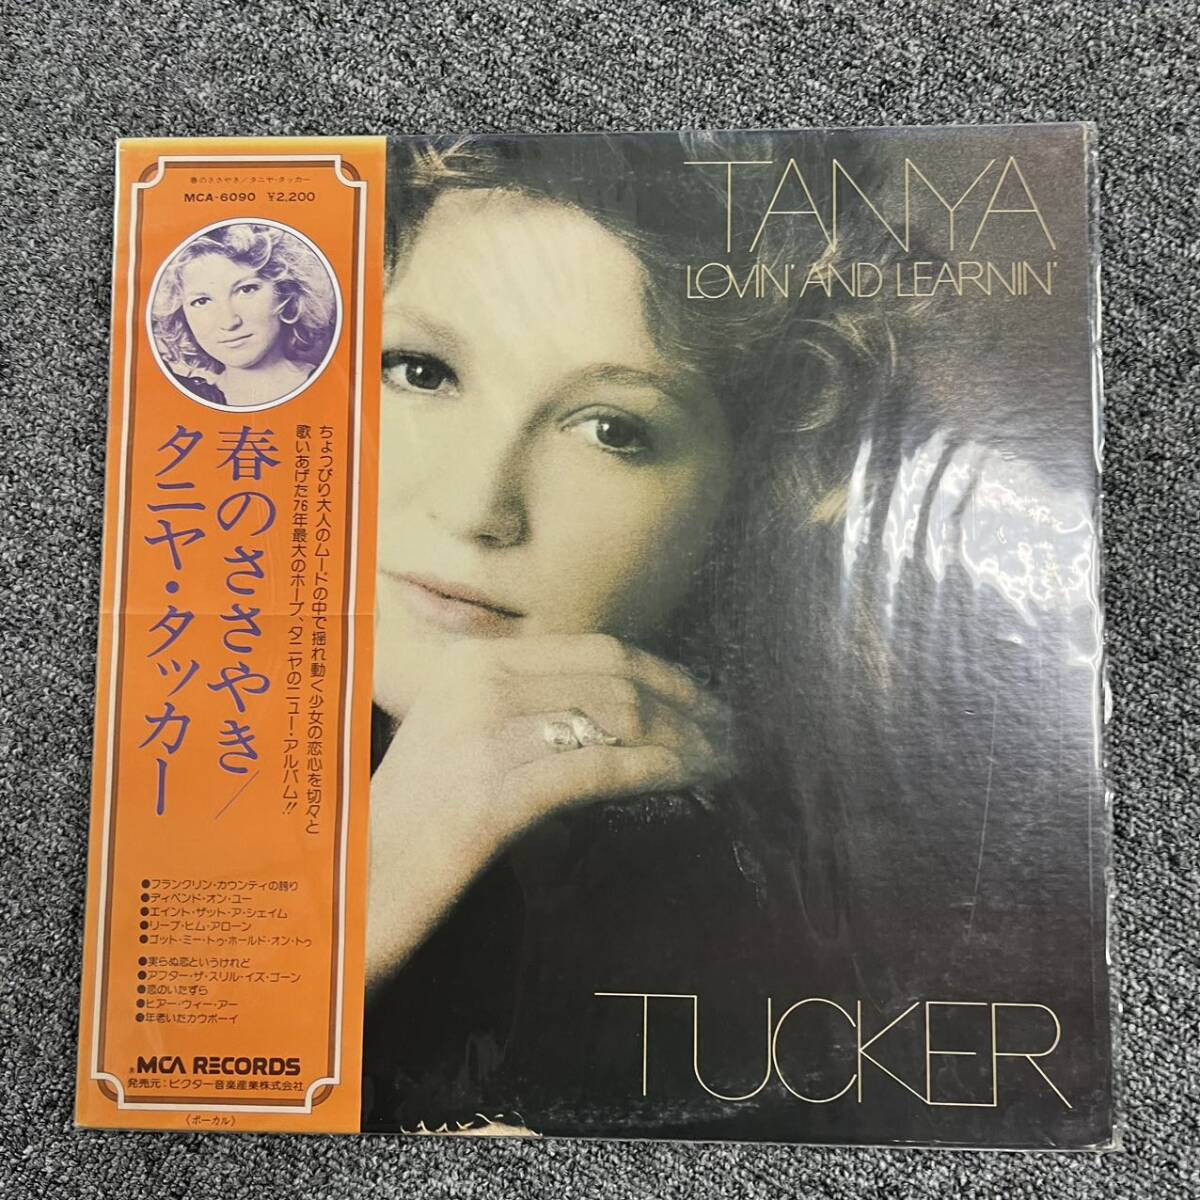 春のささやき/タニヤ・タッカー
MCA-6090 ¥2,200
春のささやき/
タニヤ・タッカー
ちょっぴり大人のムードの中で揺れ動く少女の恋心を切々と
歌いあげた76年最大のホープ、タニヤのニュー・アルバム!!
●フランクリン・カウンティの誇り
●ディペンド・オン・ユー
●エイント・ザット・ア・シェイム
●リーブ・ヒム・アローン
●ゴット・ミー・トゥ・ホールド・オン・トゥ
●実らぬ恋というけれど
●アフター・ザ・スリル・イズ・ゴーン
●恋のいたずら
●ヒアー・ウィー・アー
●年老いたカウボーイ
MCA RECORDS
発売元:ビクター音楽産業株式会社
〈ボーカル〉
TANYA
LOVIN' AND LEARNIN'
TUCKER